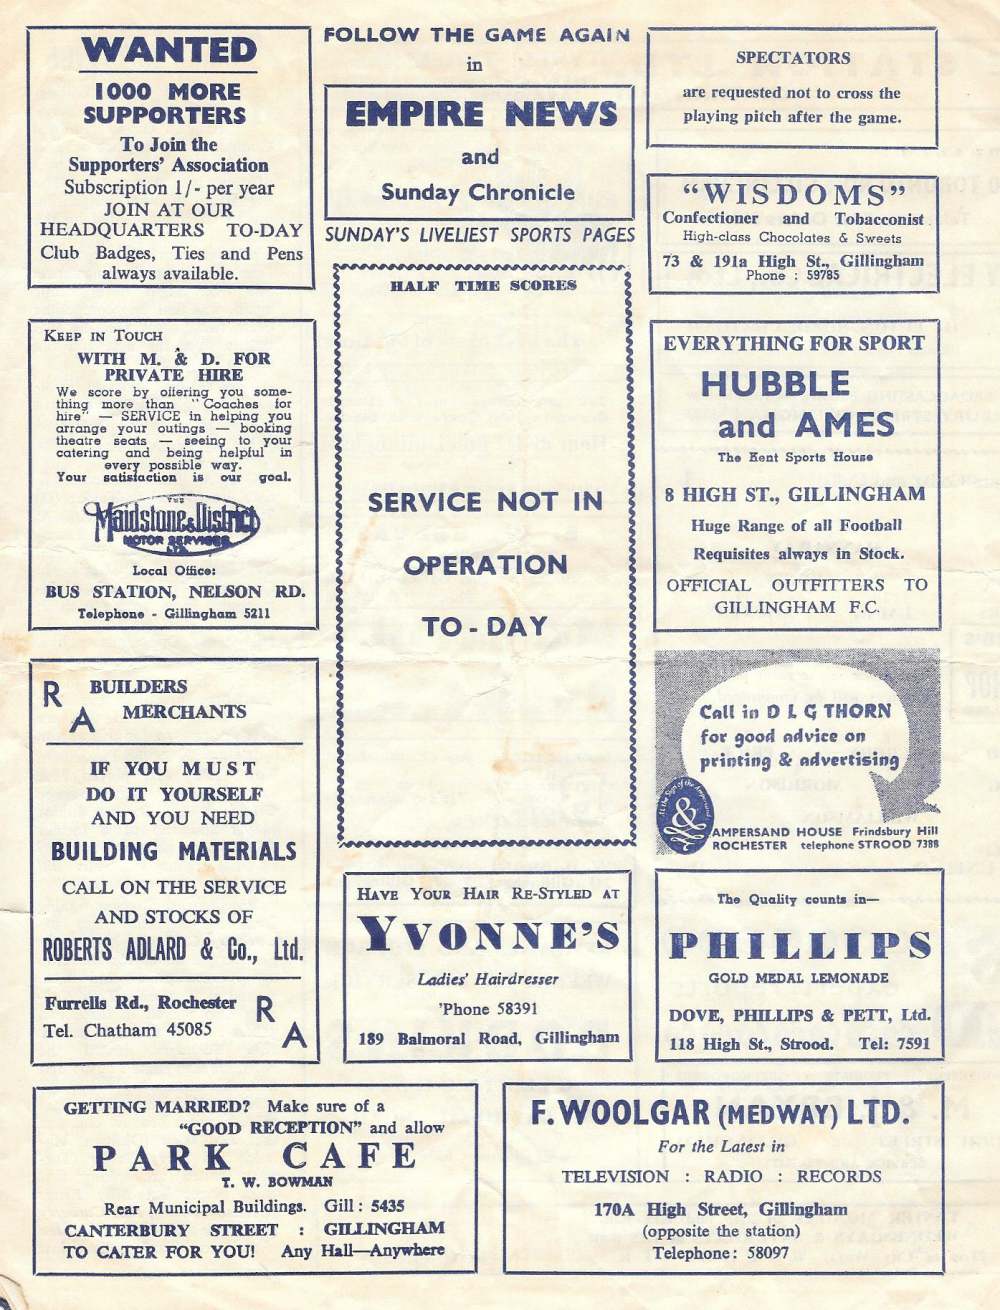 WANTED
1000 MORE
SUPPORTERS
To Join the
Supporters' Association
Subscription 1/- per year
JOIN AT OUR
HEADQUARTERS TO-DAY
Club Badges, Ties and Pens
always available.
FOLLOW THE GAME AGAIN
in
EMPIRE NEWS
and
Sunday Chronicle
SUNDAY'S LIVELIEST SPORTS PAGES
SPECTATORS
are requested not to cross the
playing pitch after the game.
"WISDOMS"
Confectioner and Tobacconist
High-class Chocolates & Sweets
73 & 191a High St., Gillingham
Phone : 59785
KEEP IN TOUCH
WITH M. & D. FOR
PRIVATE HIRE
We score by offering you some-
thing more than "Coaches for
hire" — SERVICE in helping you
arrange your outings — booking
theatre seats — seeing to your
catering and being helpful in
every possible way.
Your satisfaction is our goal.
THE
Maidstone & District
MOTOR SERVICES
LTD.
Local Office:
BUS STATION, NELSON RD.
Telephone - Gillingham 5211
HALF TIME SCORES
SERVICE NOT IN
OPERATION
TO-DAY
EVERYTHING FOR SPORT
HUBBLE
and AMES
The Kent Sports House
8 HIGH ST., GILLINGHAM
Huge Range of all Football
Requisites always in Stock.
OFFICIAL OUTFITTERS TO
GILLINGHAM F.C.
R A
BUILDERS
MERCHANTS
IF YOU MUST
DO IT YOURSELF
AND YOU NEED
BUILDING MATERIALS
CALL ON THE SERVICE
AND STOCKS OF
ROBERTS ADLARD & Co., Ltd.
Furrells Rd., Rochester
Tel. Chatham 45085
R A
Call in D L G THORN
for good advice on
printing & advertising
At the Sign of the Ampersand
&
AMPERSAND HOUSE Frindsbury Hill
ROCHESTER telephone STROOD 7388
HAVE YOUR HAIR RE-STYLED AT
YVONNE'S
Ladies' Hairdresser
'Phone 58391
189 Balmoral Road, Gillingham
The Quality counts in—
PHILLIPS
GOLD MEDAL LEMONADE
DOVE, PHILLIPS & PETT, Ltd.
118 High St., Strood. Tel: 7591
GETTING MARRIED? Make sure of a
"GOOD RECEPTION" and allow
PARK CAFE
T. W. BOWMAN
Rear Municipal Buildings. Gill: 5435
CANTERBURY STREET : GILLINGHAM
TO CATER FOR YOU! Any Hall—Anywhere
F. WOOLGAR (MEDWAY) LTD.
For the Latest in
TELEVISION : RADIO : RECORDS
170A High Street, Gillingham
(opposite the station)
Telephone: 58097